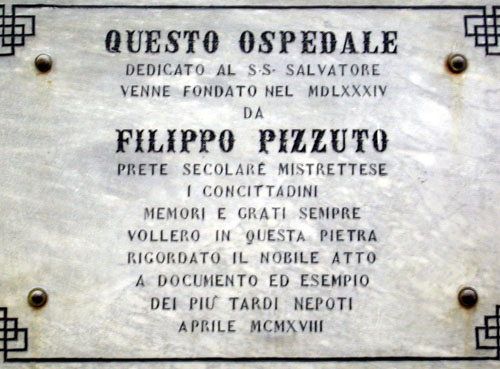 QUESTO OSPEDALE
DEDICATO AL S·S· SALVATORE
VENNE FONDATO NEL MDLXXXIV
DA
FILIPPO PIZZUTO
PRETE SECOLARE MISTRETTESE
I CONCITTADINI
MEMORI E GRATI SEMPRE
VOLLERO IN QUESTA PIETRA
RIGORDATO IL NOBILE ATTO
A DOCUMENTO ED ESEMPIO
DEI PIU' TARDI NEPOTI
APRILE MCMXVIII